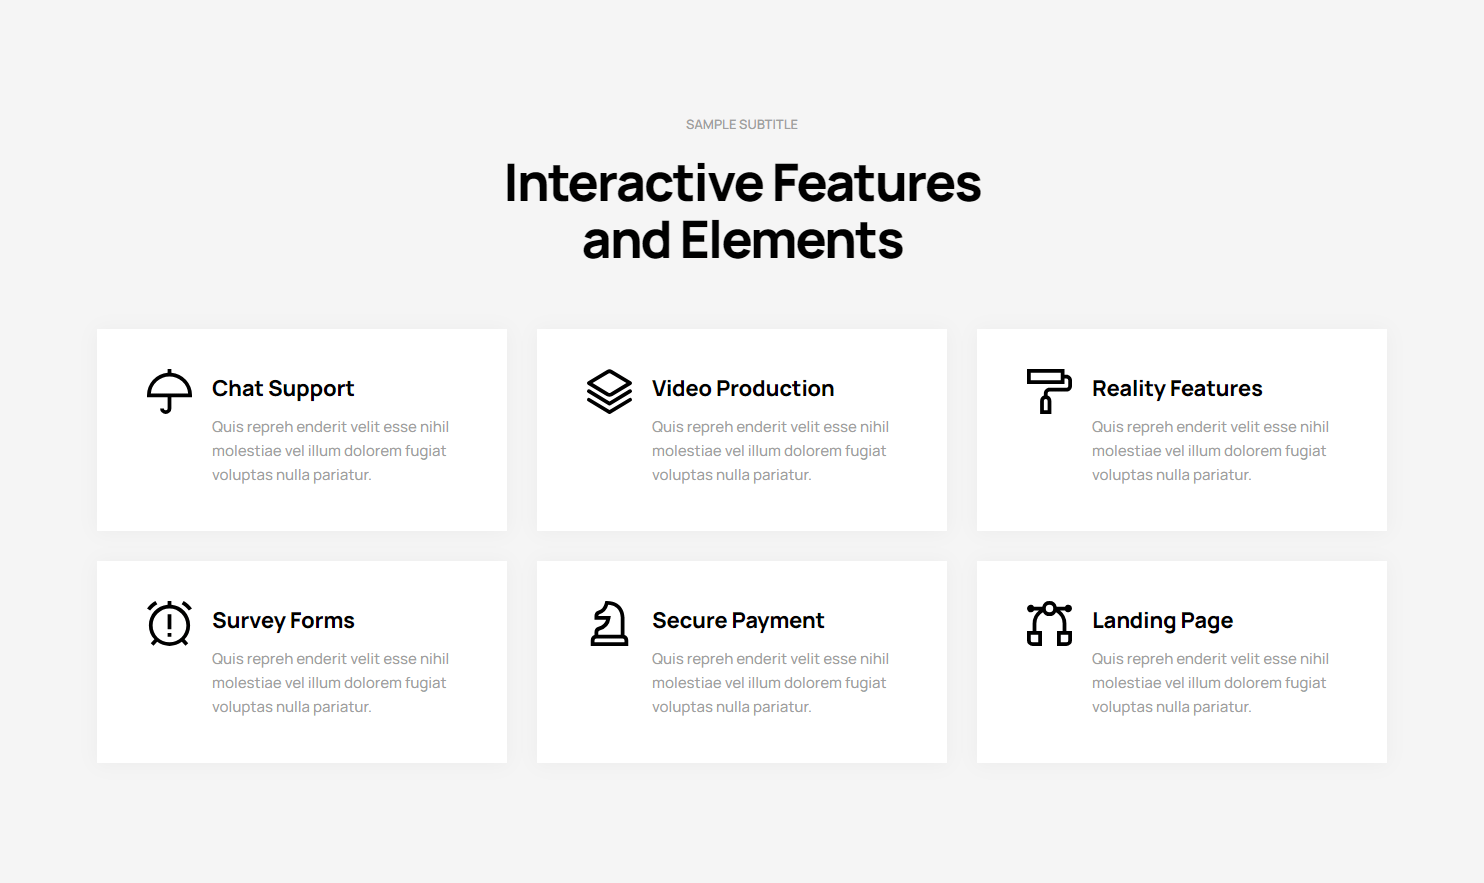 SAMPLE SUBTITLE
Interactive Features
and Elements
Chat Support
Quis repreh enderit velit esse nihil
molestiae vel illum dolorem fugiat
voluptas nulla pariatur.
Video Production
Quis repreh enderit velit esse nihil
molestiae vel illum dolorem fugiat
voluptas nulla pariatur.
Reality Features
Quis repreh enderit velit esse nihil
molestiae vel illum dolorem fugiat
voluptas nulla pariatur.
Survey Forms
Quis repreh enderit velit esse nihil
molestiae vel illum dolorem fugiat
voluptas nulla pariatur.
Secure Payment
Quis repreh enderit velit esse nihil
molestiae vel illum dolorem fugiat
voluptas nulla pariatur.
Landing Page
Quis repreh enderit velit esse nihil
molestiae vel illum dolorem fugiat
voluptas nulla pariatur.